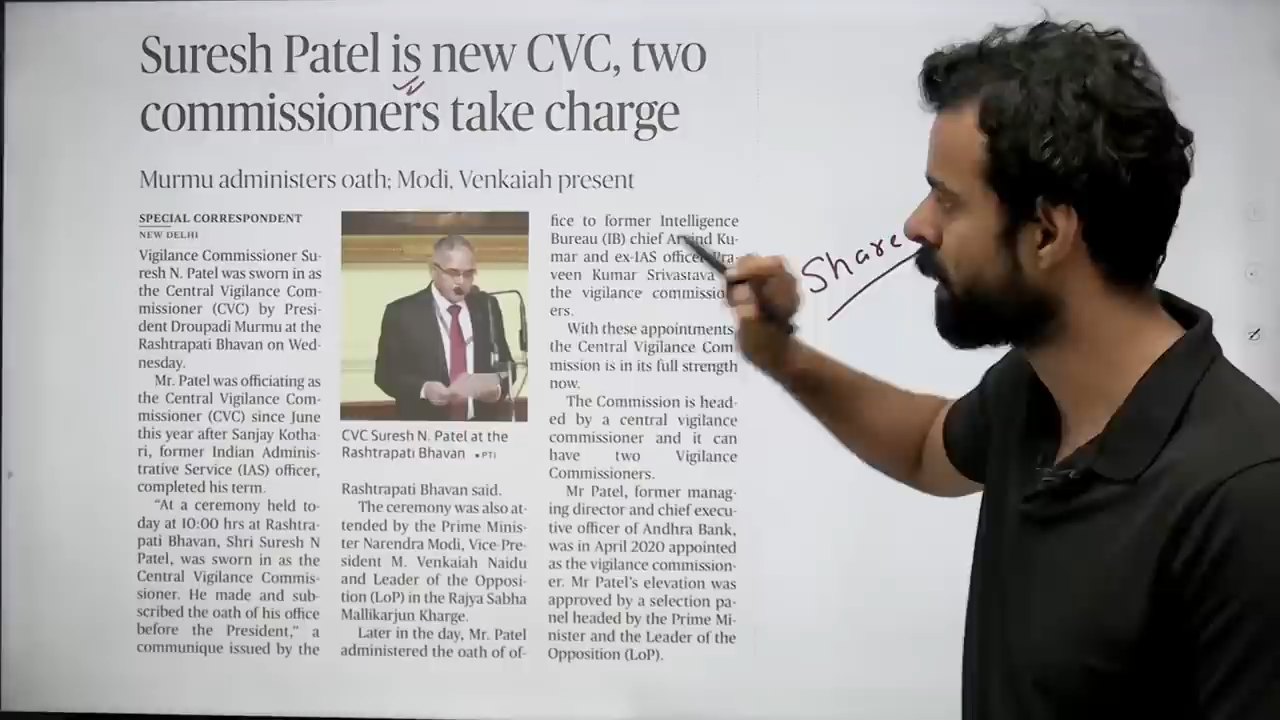 Suresh Patel is new CVC, two
commissioners take charge
Murmu administers oath; Modi, Venkaiah present
SPECIAL CORRESPONDENT
NEW DELHI
Vigilance Commissioner Su-
resh N. Patel was sworn in as
the Central Vigilance Com-
missioner (CVC) by Presi-
dent Droupadi Murmu at the
Rashtrapati Bhavan on Wed-
nesday.
Mr. Patel was officiating as
the Central Vigilance Com-
missioner (CVC) since June
this year after Sanjay Kotha-
ri, former Indian Adminis-
trative Service (IAS) officer,
completed his term.
“At a ceremony held to-
day at 10:00 hrs at Rashtra-
pati Bhavan, Shri Suresh N
Patel, was sworn in as the
Central Vigilance Commis-
sioner. He made and sub-
scribed the oath of his office
before the President,” a
communique issued by the
CVC Suresh N. Patel at the
Rashtrapati Bhavan • PTI
Rashtrapati Bhavan said.
The ceremony was also at-
tended by the Prime Minis-
ter Narendra Modi, Vice-Pre-
sident M. Venkaiah Naidu
and Leader of the Opposi-
tion (LoP) in the Rajya Sabha
Mallikarjun Kharge.
Later in the day, Mr. Patel
administered the oath of of-
fice to former Intelligence
Bureau (IB) chief Arvind Ku-
mar and ex-IAS officer Pra-
veen Kumar Srivastava
the vigilance commission
ers.
With these appointments,
the Central Vigilance Com
mission is in its full strength
now.
The Commission is head-
ed by a central vigilance
commissioner and it can
have two Vigilance
Commissioners.
Mr Patel, former manag-
ing director and chief execu-
tive officer of Andhra Bank,
was in April 2020 appointed
as the vigilance commission-
er. Mr Patel’s elevation was
approved by a selection pa-
nel headed by the Prime Mi-
nister and the Leader of the
Opposition (LoP).
Share